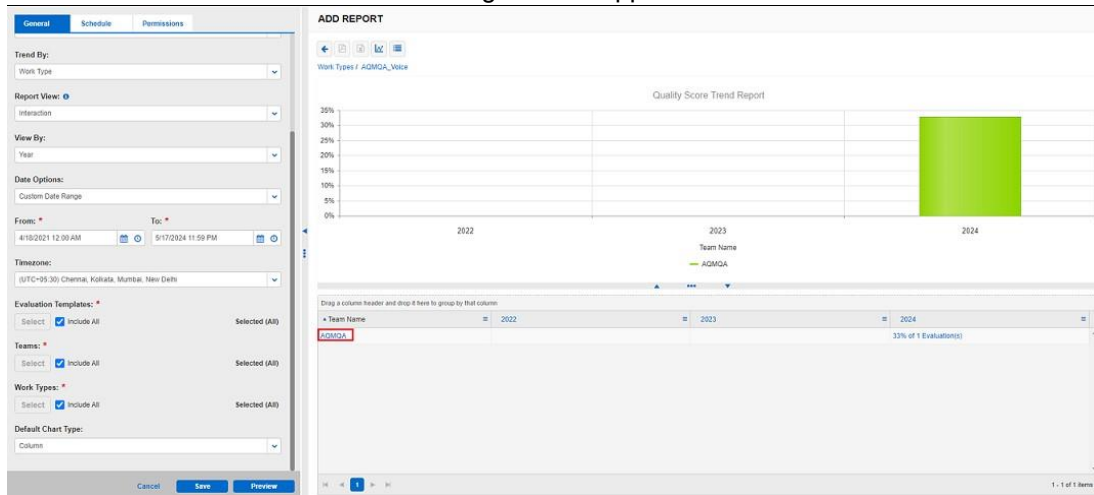 General Schedule Permissions
Trend By:
Work Type
Report View:
Interaction
View By:
Year
Date Options:
Custom Date Range
From: * To: *
4/18/2021 12:00 AM 5/17/2024 11:59 PM
Timezone:
(UTC+05:30) Chennai, Kolkata, Mumbai, New Delhi
Evaluation Templates: *
Select Include All Selected (All)
Teams: *
Select Include All Selected (All)
Work Types: *
Select Include All Selected (All)
Default Chart Type:
Column
Cancel Save Preview
ADD REPORT
Work Types / AQMQA_Voice
Quality Score Trend Report
35%
30%
25%
20%
15%
10%
5%
0%
2022 2023 2024
Team Name
AQMQA
Drag a column header and drop it here to group by that column
Team Name 2022 2023 2024
AQMQA 33% of 1 Evaluation(s)
1
1 - 1 of 1 items